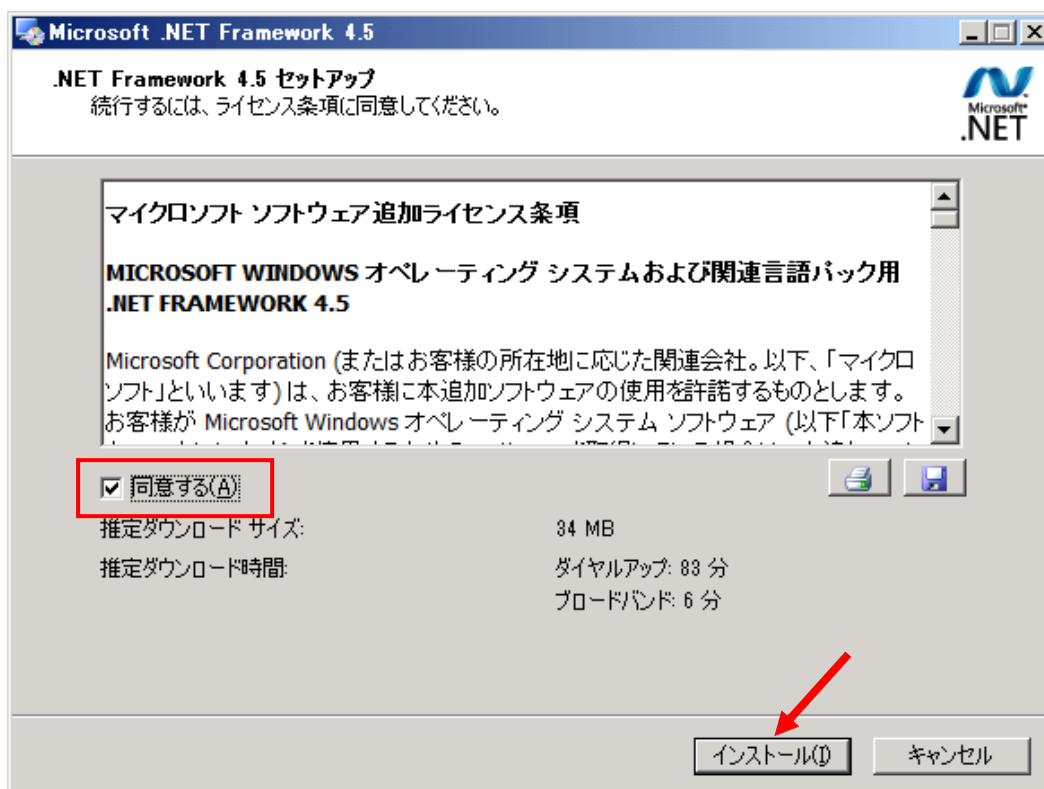 Microsoft .NET Framework 4.5
.NET Framework 4.5 セットアップ
続行するには、ライセンス条項に同意してください。
Microsoft
.NET
マイクロソフト ソフトウェア追加ライセンス条項
MICROSOFT WINDOWS オペレーティング システムおよび関連言語パック用
.NET FRAMEWORK 4.5
Microsoft Corporation (またはお客様の所在地に応じた関連会社。以下、「マイクロ
ソフト」といいます) は、お客様に本追加ソフトウェアの使用を許諾するものとします。
お客様が Microsoft Windows オペレーティング システム ソフトウェア (以下「本ソフト
同意する(A)
推定ダウンロード サイズ: 34 MB
推定ダウンロード時間: ダイヤルアップ: 83 分
ブロードバンド: 6 分
インストール(I) キャンセル